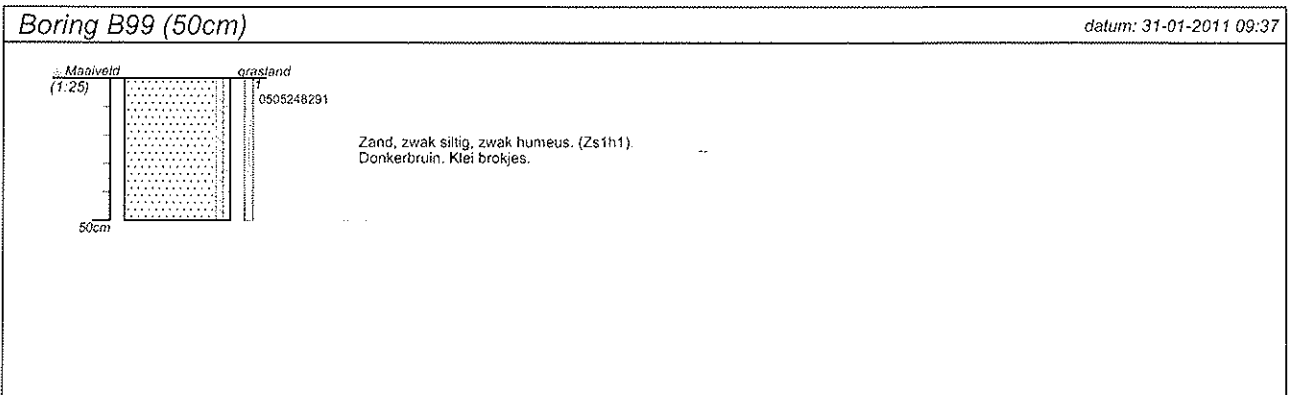 Boring B99 (50cm)
datum: 31-01-2011 09:37
Maaiveld
grasland
(1:25)
1
0505248291
Zand, zwak siltig, zwak humeus. (Zs1h1).
Donkerbruin. Klei brokjes.
50cm